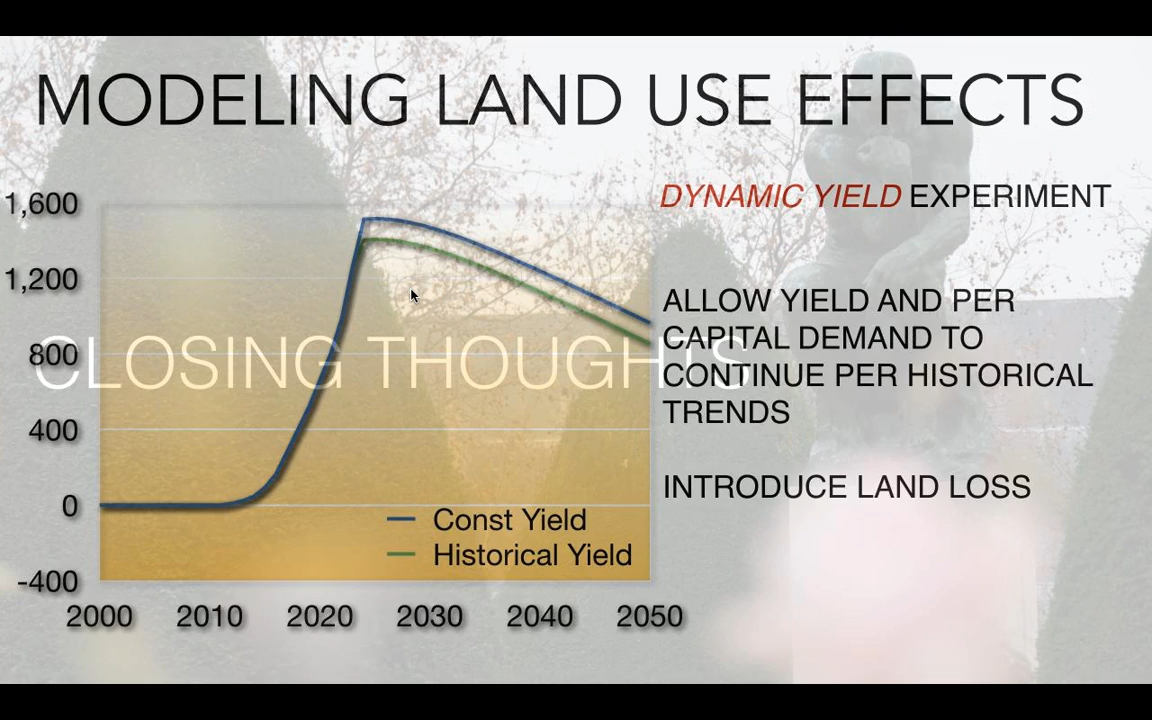 MODELING LAND USE EFFECTS
DYNAMIC YIELD EXPERIMENT
1,600
1,200
800
400
0
-400
2000 2010 2020 2030 2040 2050
Const Yield
Historical Yield
CLOSING THOUGHTS
ALLOW YIELD AND PER
CAPITAL DEMAND TO
CONTINUE PER HISTORICAL
TRENDS
INTRODUCE LAND LOSS